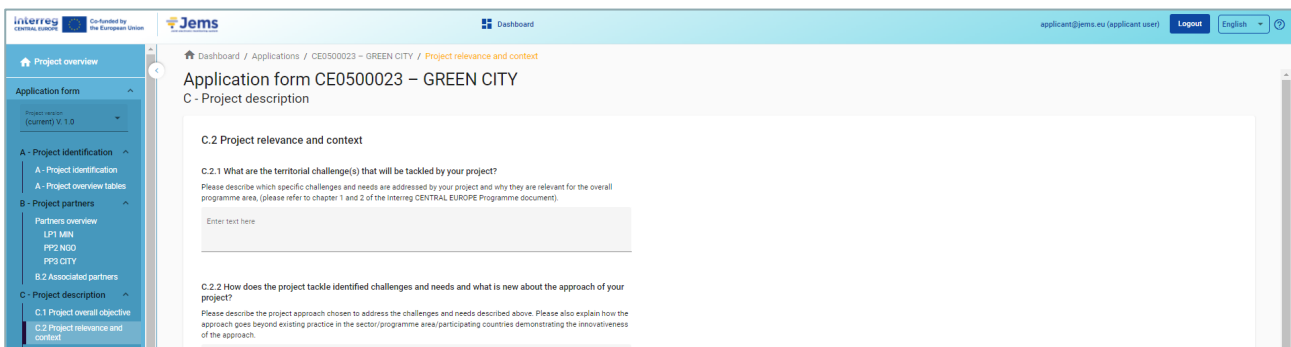 Interreg
CENTRAL EUROPE
Co-funded by
the European Union
Jems
Dashboard
applicant@jems.eu (applicant user)
Logout
English
Project overview
Application form
Project version
(current) V. 1.0
A - Project identification
A - Project identification
A - Project overview tables
B - Project partners
Partners overview
LP1 MIN
PP2 NGO
PP3 CITY
B.2 Associated partners
C - Project description
C.1 Project overall objective
C.2 Project relevance and
context
Dashboard / Applications / CE0500023 – GREEN CITY / Project relevance and context
Application form CE0500023 – GREEN CITY
C - Project description
C.2 Project relevance and context
C.2.1 What are the territorial challenge(s) that will be tackled by your project?
Please describe which specific challenges and needs are addressed by your project and why they are relevant for the overall
programme area, (please refer to chapter 1 and 2 of the Interreg CENTRAL EUROPE Programme document).
Enter text here
C.2.2 How does the project tackle identified challenges and needs and what is new about the approach of your
project?
Please describe the project approach chosen to address the challenges and needs described above. Please also explain how the
approach goes beyond existing practice in the sector/programme area/participating countries demonstrating the innovativeness
of the approach.